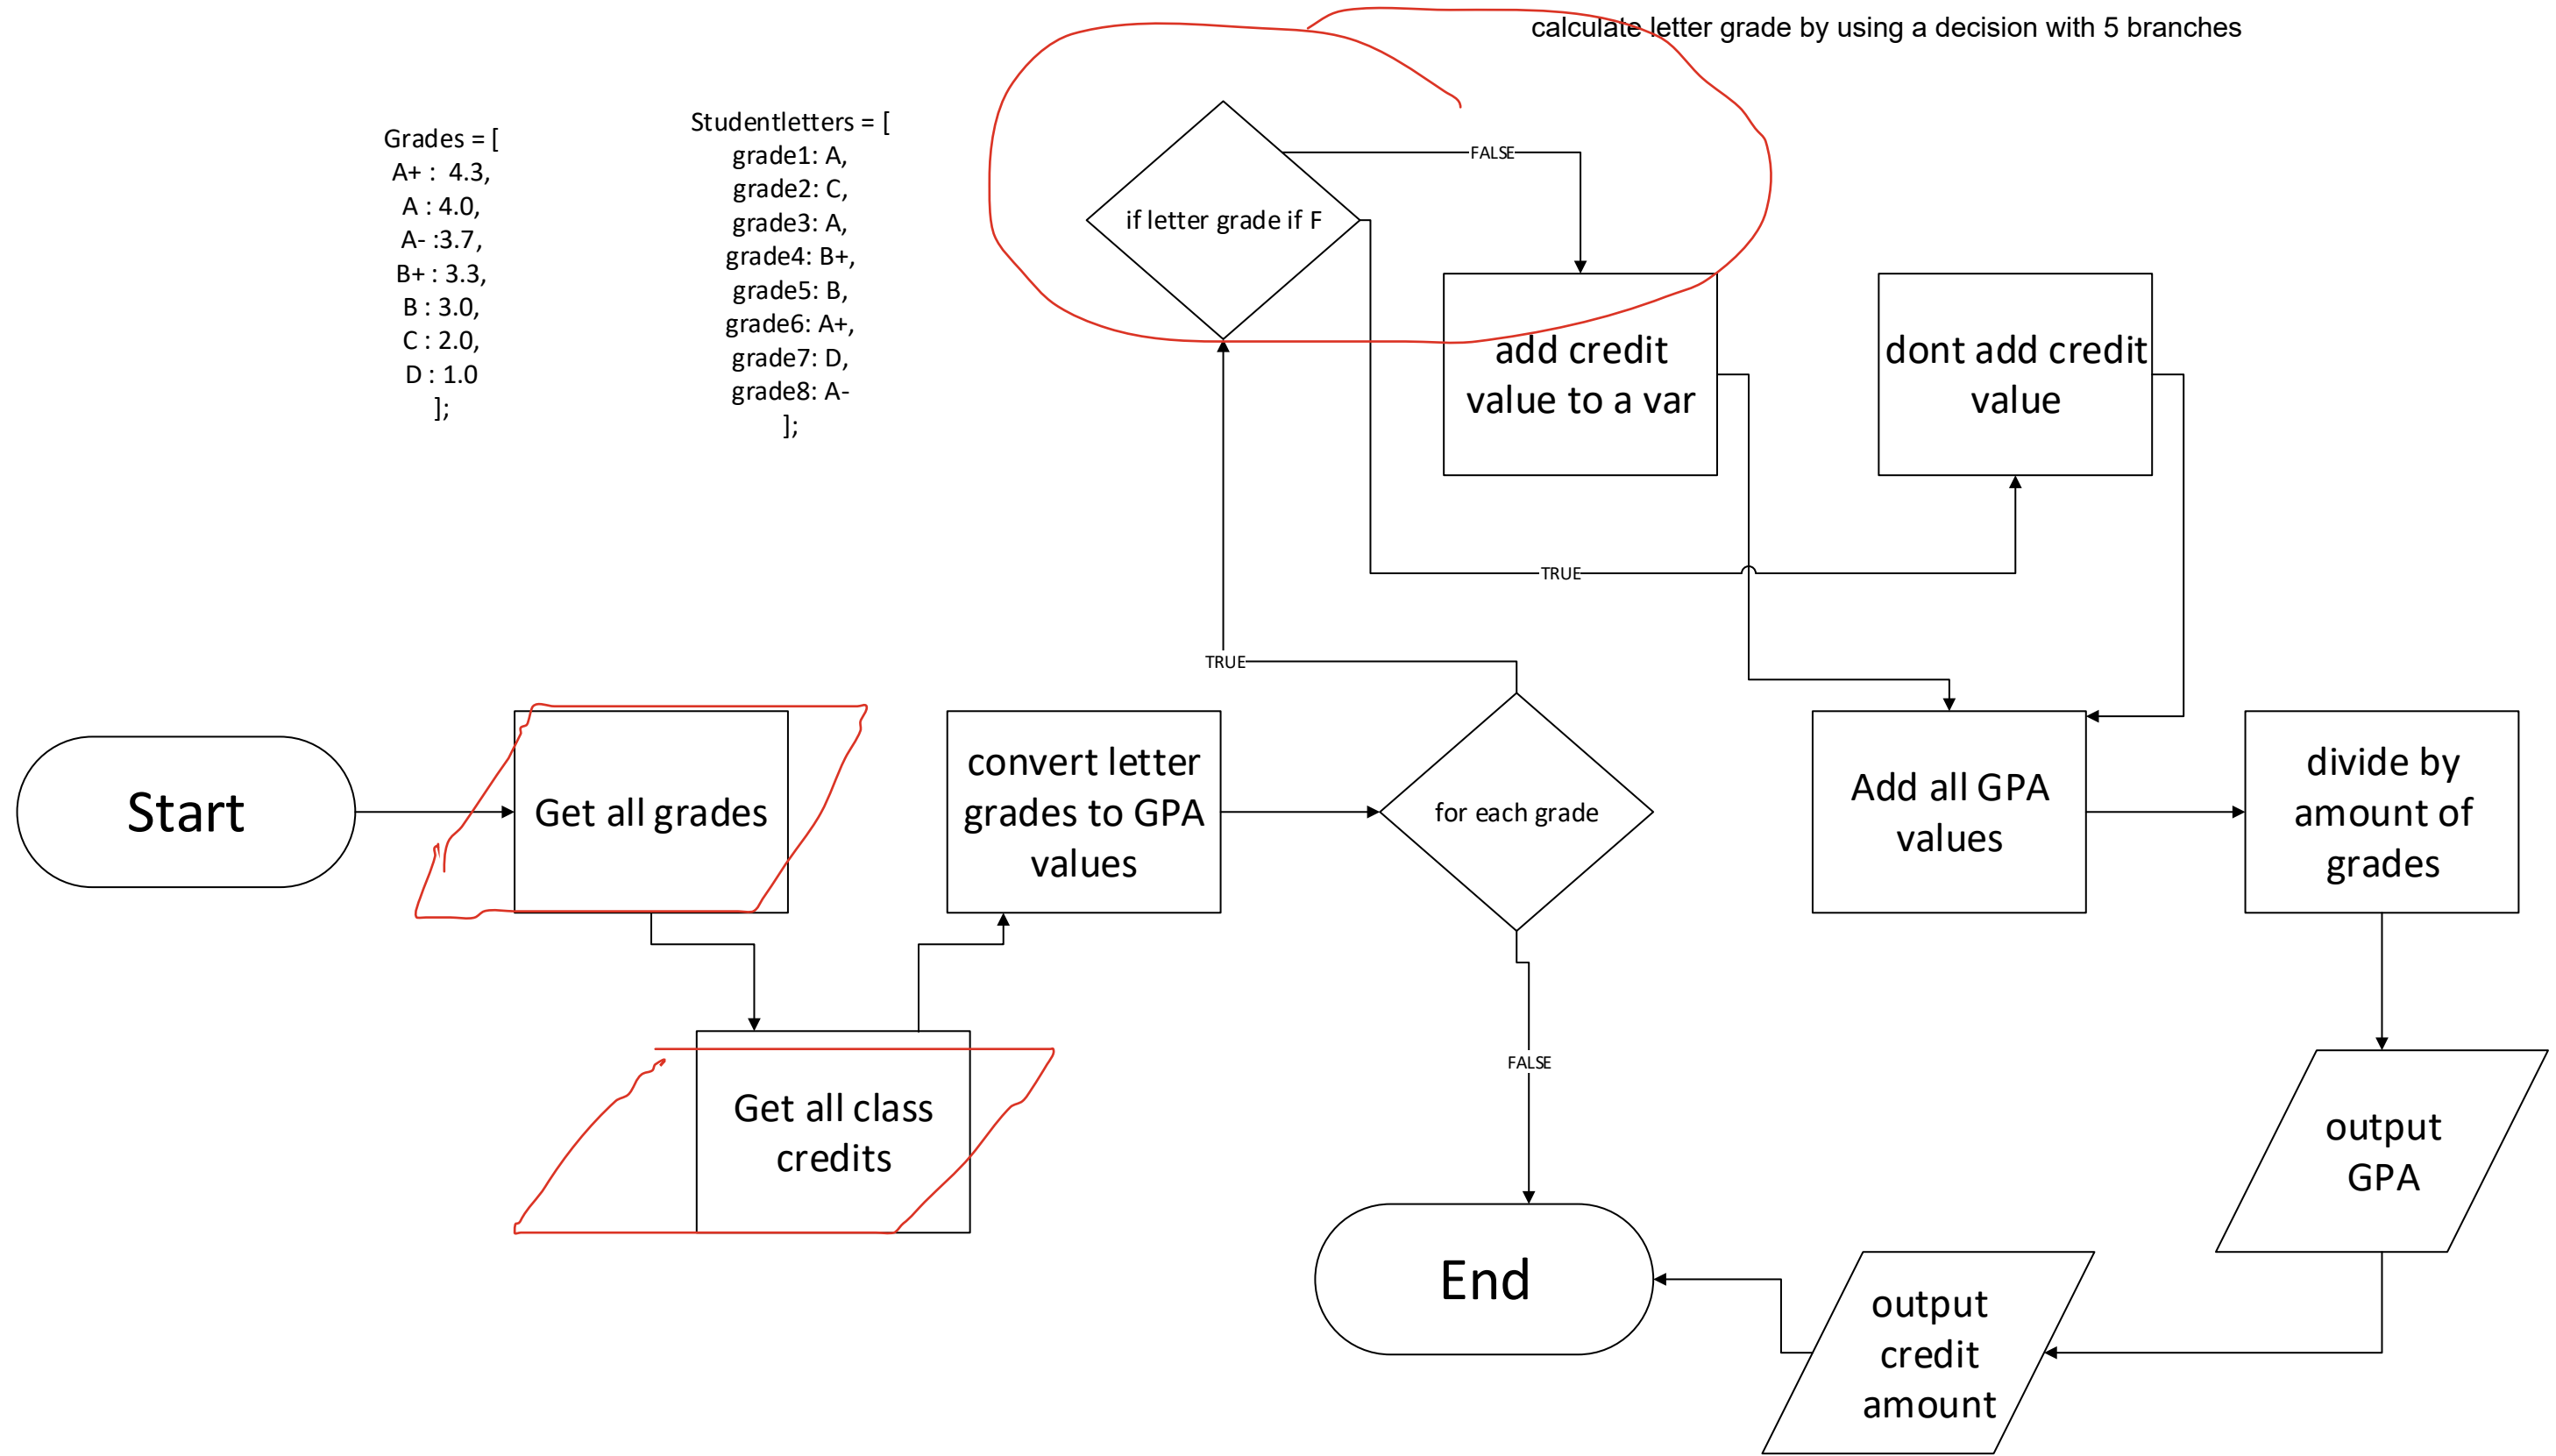 calculate letter grade by using a decision with 5 branches
Grades = [
A+ :  4.3,
A : 4.0,
A- :3.7,
B+ : 3.3,
B : 3.0,
C : 2.0,
D : 1.0
];
Studentletters = [
grade1: A,
grade2: C,
grade3: A,
grade4: B+,
grade5: B,
grade6: A+,
grade7: D,
grade8: A-
];
if letter grade if F
FALSE
add credit
value to a var
dont add credit
value
TRUE
TRUE
Start
Get all grades
convert letter
grades to GPA
values
for each grade
Add all GPA
values
divide by
amount of
grades
Get all class
credits
FALSE
output
GPA
End
output
credit
amount